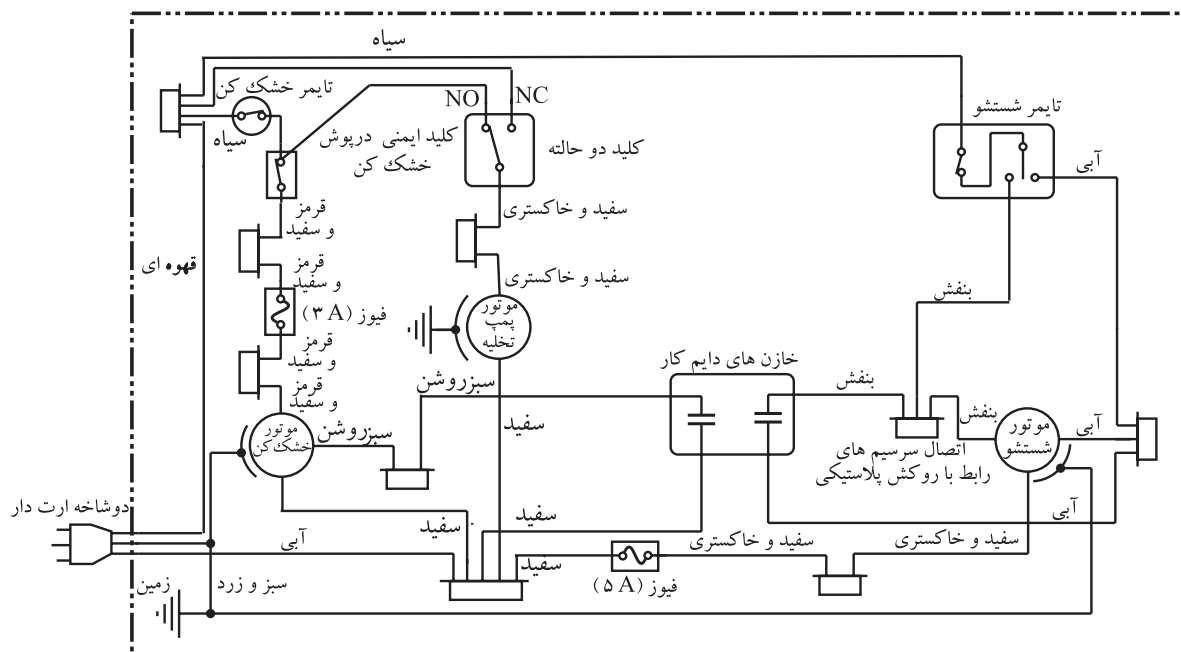 سیاه
تایمر خشک کن
NO
NC
تایمر شستشو
سیاه
کلید ایمنی درپوش
خشک کن
کلید دو حالته
آبی
قرمز
و سفید
سفید و خاکستری
قهوه ای
قرمز
و سفید
سفید و خاکستری
بنفش
فیوز (۳ A)
موتور
پمپ
تخلیه
قرمز
و سفید
خازن های دایم کار
قرمز
و سفید
سبزروشن
بنفش
موتور
خشک کن
سبزروشن
سفید
بنفش
موتور
شستشو
آبی
اتصال سرسیم های
رابط با روکش پلاستیکی
دوشاخه ارت دار
سفید
سفید
آبی
آبی
سفید
سفید و خاکستری
سفید و خاکستری
زمین
سبز و زرد
فیوز (۵ A)